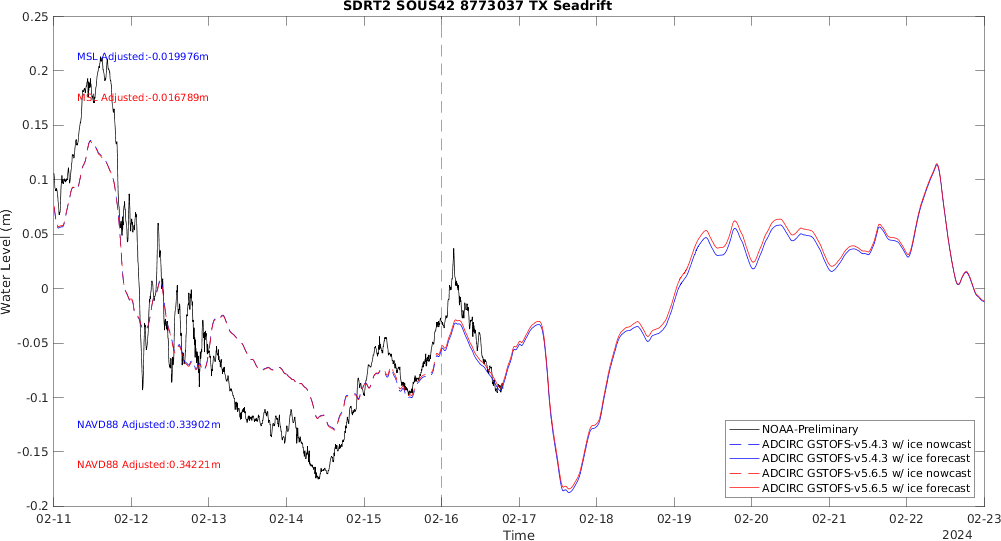 SDRT2 SOUS42 8773037 TX Seadrift
0.25
0.2
0.15
0.1
0.05
0
-0.05
-0.1
-0.15
-0.2
Water Level (m)
MSL Adjusted:-0.019976m
MSL Adjusted:-0.016789m
NAVD88 Adjusted:0.33902m
NAVD88 Adjusted:0.34221m
NOAA-Preliminary
ADCIRC GSTOFS-v5.4.3 w/ ice nowcast
ADCIRC GSTOFS-v5.4.3 w/ ice forecast
ADCIRC GSTOFS-v5.6.5 w/ ice nowcast
ADCIRC GSTOFS-v5.6.5 w/ ice forecast
02-11 02-12 02-13 02-14 02-15 02-16 02-17 02-18 02-19 02-20 02-21 02-22 02-23
Time
2024